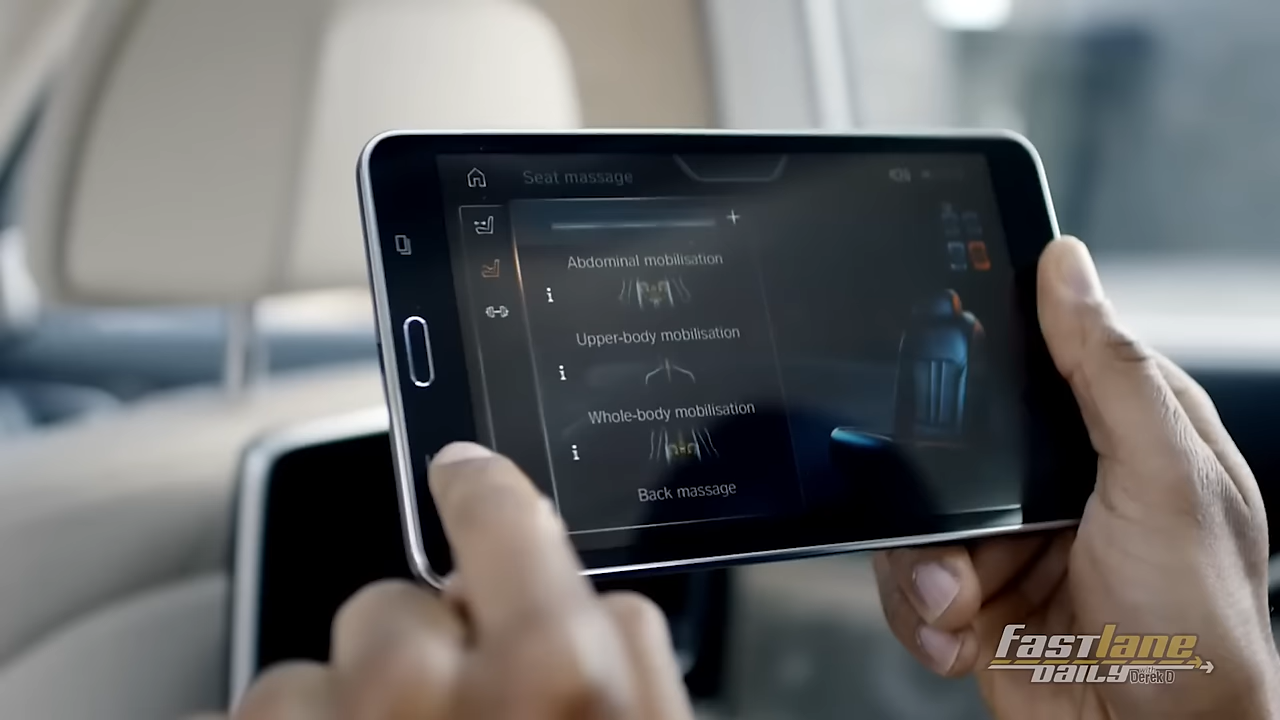 Seat massage
+
Abdominal mobilisation
i
Upper-body mobilisation
i
Whole-body mobilisation
i
Back massage
FastLane
DAILY with
Derek D